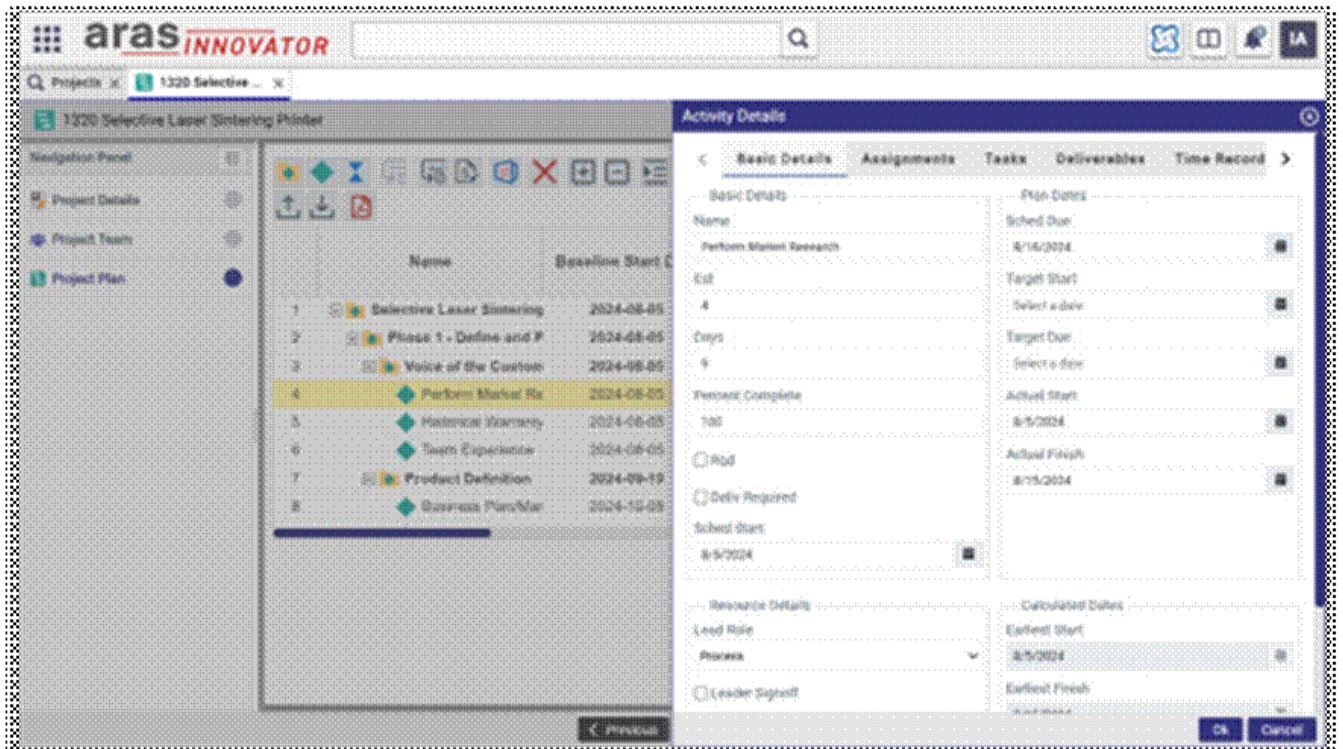 aras INNOVATOR
IA
Projects
1320 Selective ...
1320 Selective Laser Sintering Printer
Navigation Panel
Project Details
Project Team
Project Plan
Name
Baseline Start D
1 Selective Laser Sintering 2024-08-05
2 Phase 1 - Define and P 2024-08-05
3 Voice of the Custom 2024-08-05
4 Perform Market Re 2024-08-05
5 Historical Warranty 2024-08-05
6 Team Experience 2024-08-05
7 Product Definition 2024-09-19
8 Business Plan/Mar
Previous
Activity Details
Basic Details Assignments Tasks Deliverables Time Record
Basic Details
Name
Perform Market Research
Est
4
Days
9
Percent Complete
100
Deliv Required
Sched Start
8/5/2024
Plan Dates
Sched Due
Target Start
Select a date
Target Due
Select a date
Actual Start
8/5/2024
Actual Finish
8/15/2024
Resource Details
Lead Role
Process
Leader Signoff
Calculated Dates
Earliest Start
8/5/2024
Earliest Finish
Ok
Cancel